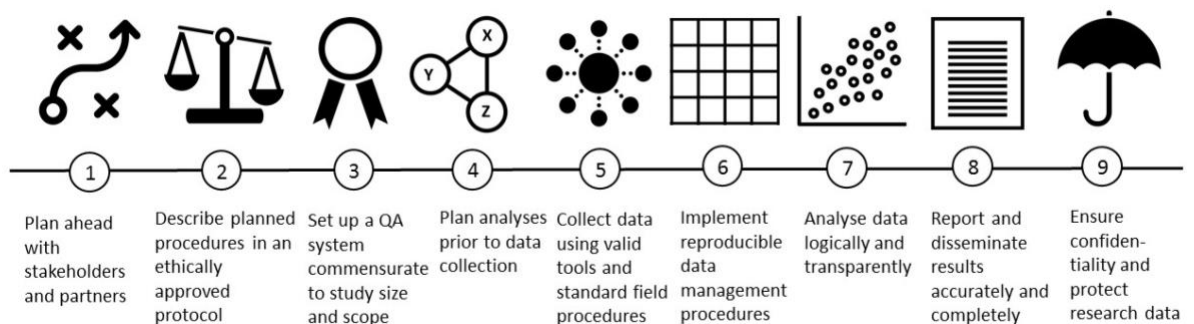 X
Y
Z
1
2
3
4
5
6
7
8
9
Plan ahead
with
stakeholders
and partners
Describe planned
procedures in an
ethically
approved
protocol
Set up a QA
system
commensurate
to study size
and scope
Plan analyses
prior to data
collection
Collect data
using valid
tools and
standard field
procedures
Implement
reproducible
data
management
procedures
Analyse data
logically and
transparently
Report and
disseminate
results
accurately and
completely
Ensure
confiden-
tiality and
protect
research data